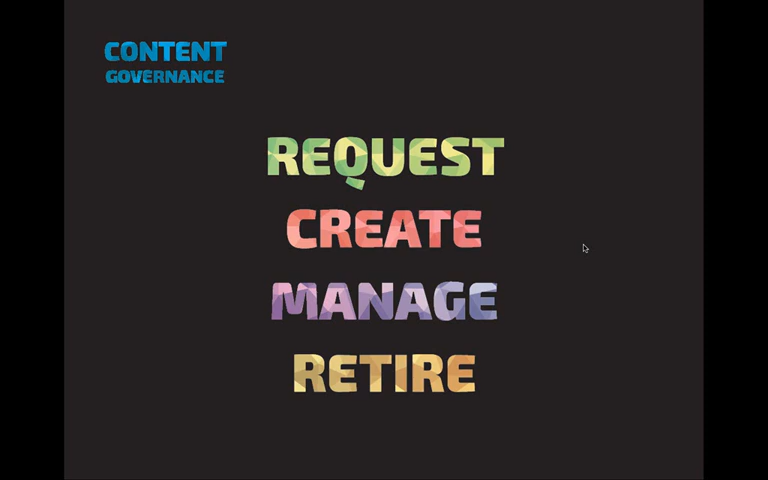 CONTENT
GOVERNANCE
REQUEST
CREATE
MANAGE
RETIRE